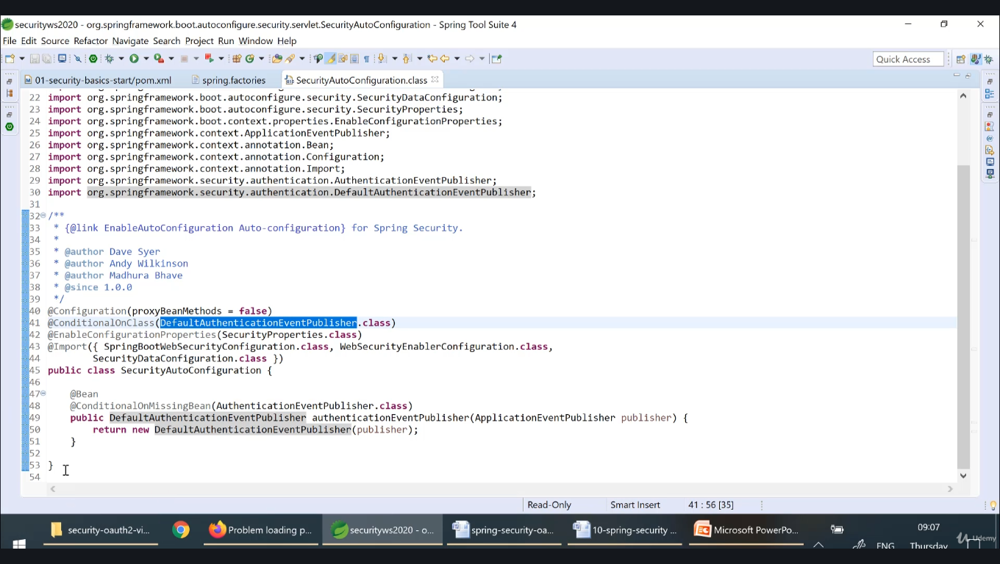 securityws2020 - org.springframework.boot.autoconfigure.security.servlet.SecurityAutoConfiguration - Spring Tool Suite 4
File Edit Source Refactor Navigate Search Project Run Window Help
Quick Access
01-security-basics-start/pom.xml spring.factories SecurityAutoConfiguration.class
22 import org.springframework.boot.autoconfigure.security.SecurityDataConfiguration;
23 import org.springframework.boot.autoconfigure.security.SecurityProperties;
24 import org.springframework.boot.context.properties.EnableConfigurationProperties;
25 import org.springframework.context.ApplicationEventPublisher;
26 import org.springframework.context.annotation.Bean;
27 import org.springframework.context.annotation.Configuration;
28 import org.springframework.context.annotation.Import;
29 import org.springframework.security.authentication.AuthenticationEventPublisher;
30 import org.springframework.security.authentication.DefaultAuthenticationEventPublisher;
31
32 /**
33 * {@link EnableAutoConfiguration Auto-configuration} for Spring Security.
34 *
35 * @author Dave Syer
36 * @author Andy Wilkinson
37 * @author Madhura Bhave
38 * @since 1.0.0
39 */
40 @Configuration(proxyBeanMethods = false)
41 @ConditionalOnClass(DefaultAuthenticationEventPublisher.class)
42 @EnableConfigurationProperties(SecurityProperties.class)
43 @Import({ SpringBootWebSecurityConfiguration.class, WebSecurityEnablerConfiguration.class,
44 SecurityDataConfiguration.class })
45 public class SecurityAutoConfiguration {
46
47 @Bean
48 @ConditionalOnMissingBean(AuthenticationEventPublisher.class)
49 public DefaultAuthenticationEventPublisher authenticationEventPublisher(ApplicationEventPublisher publisher) {
50 return new DefaultAuthenticationEventPublisher(publisher);
51 }
52
53 }
54
Read-Only Smart Insert 41 : 56 [35]
security-oauth2-vi... Problem loading p... securityws2020 - o... spring-security-oa... 10-spring-security ... Microsoft PowerPo... 09:07
ENG Thursday
Udemy